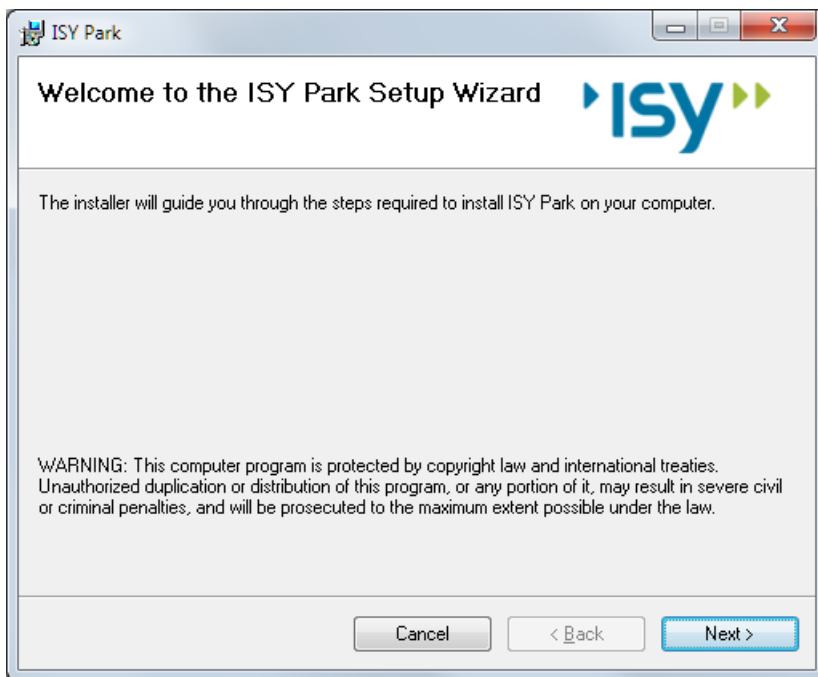 ISY Park
Welcome to the ISY Park Setup Wizard
ISY
The installer will guide you through the steps required to install ISY Park on your computer.
WARNING: This computer program is protected by copyright law and international treaties.
Unauthorized duplication or distribution of this program, or any portion of it, may result in severe civil
or criminal penalties, and will be prosecuted to the maximum extent possible under the law.
Cancel
< Back
Next >